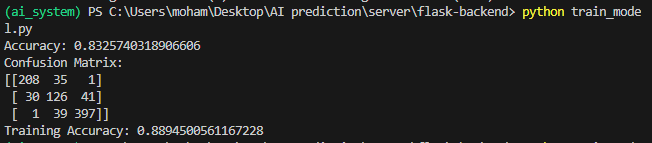 (ai_system) PS C:\Users\moham\Desktop\AI prediction\server\flask-backend> python train_mode
l.py
Accuracy: 0.8325740318906606
Confusion Matrix:
[[208  35   1]
 [ 30 126  41]
 [  1  39 397]]
Training Accuracy: 0.8894500561167228